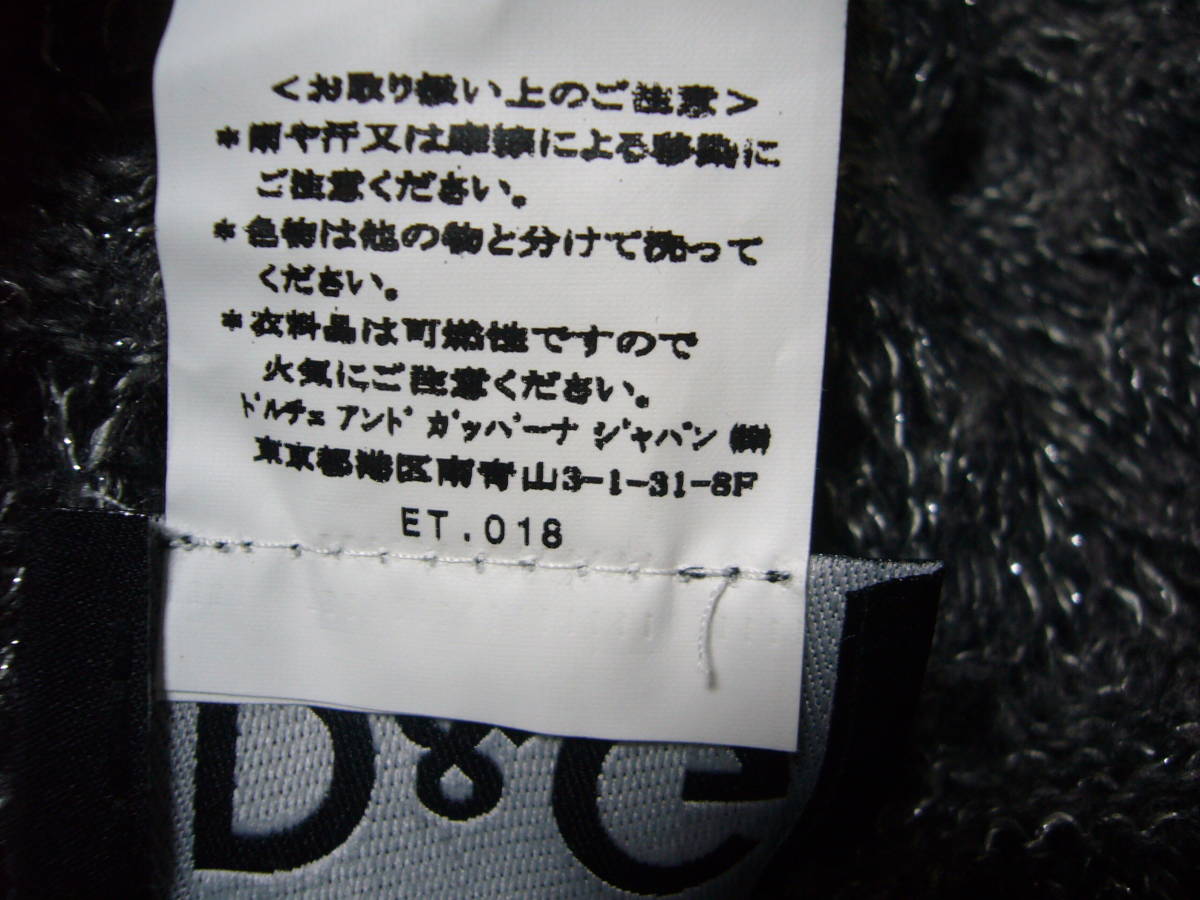 <お取り扱い上のご注意>
*雨や汗又は摩擦による移染に
ご注意ください。
*色物は他の物と分けて洗って
ください。
*衣料品は可燃性ですので
火気にご注意ください。
ﾄﾞﾙﾁｪ ｱﾝﾄﾞ ｶﾞｯﾊﾞｰﾅ ｼﾞｬﾊﾟﾝ ㈱
東京都港区南青山3-1-31-8F
ET.018
D&G